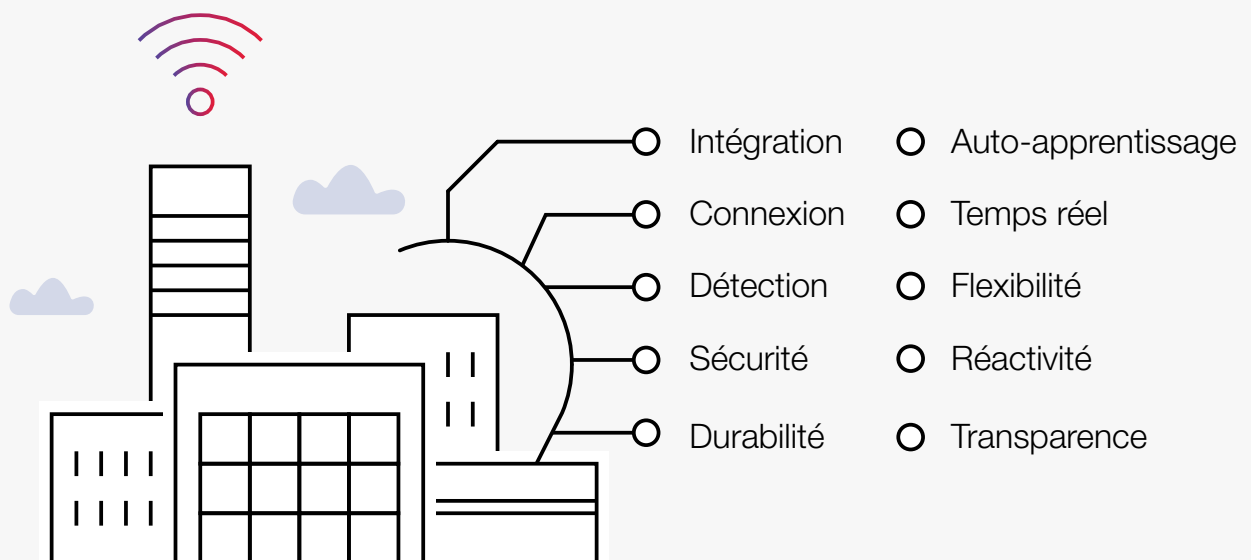 Intégration
Connexion
Détection
Sécurité
Durabilité
Auto-apprentissage
Temps réel
Flexibilité
Réactivité
Transparence